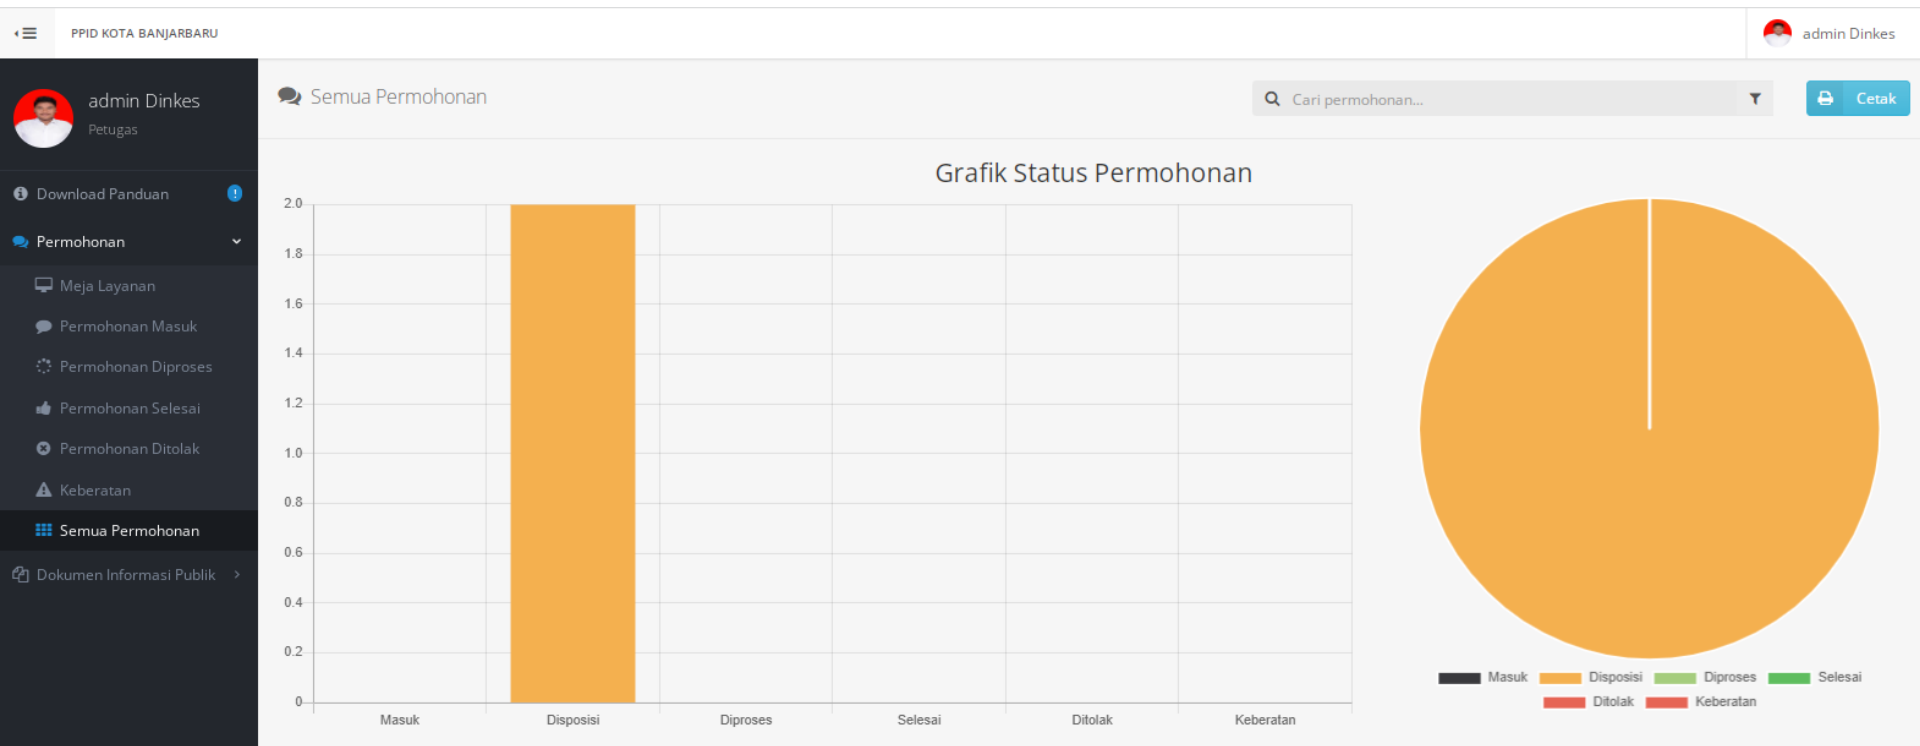 PPID KOTA BANJARBARU
admin Dinkes
admin Dinkes
Petugas
Download Panduan
Permohonan
Meja Layanan
Permohonan Masuk
Permohonan Diproses
Permohonan Selesai
Permohonan Ditolak
Keberatan
Semua Permohonan
Dokumen Informasi Publik
Semua Permohonan
Cari permohonan...
Cetak
Grafik Status Permohonan
2.0
1.8
1.6
1.4
1.2
1.0
0.8
0.6
0.4
0.2
0
Masuk Disposisi Diproses Selesai Ditolak Keberatan
Masuk Disposisi Diproses Selesai
Ditolak Keberatan